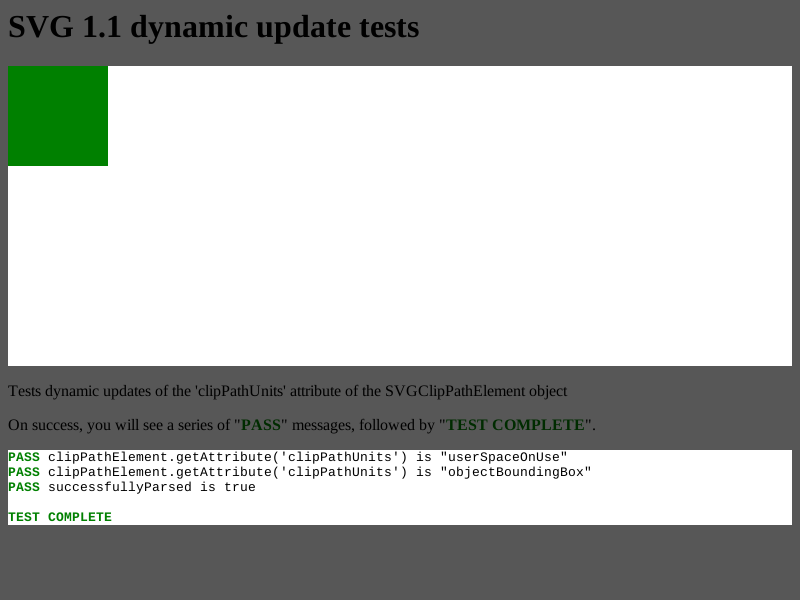 SVG 1.1 dynamic update tests
Tests dynamic updates of the 'clipPathUnits' attribute of the SVGClipPathElement object
On success, you will see a series of "PASS" messages, followed by "TEST COMPLETE".
PASS clipPathElement.getAttribute('clipPathUnits') is "userSpaceOnUse"
PASS clipPathElement.getAttribute('clipPathUnits') is "objectBoundingBox"
PASS successfullyParsed is true
TEST COMPLETE